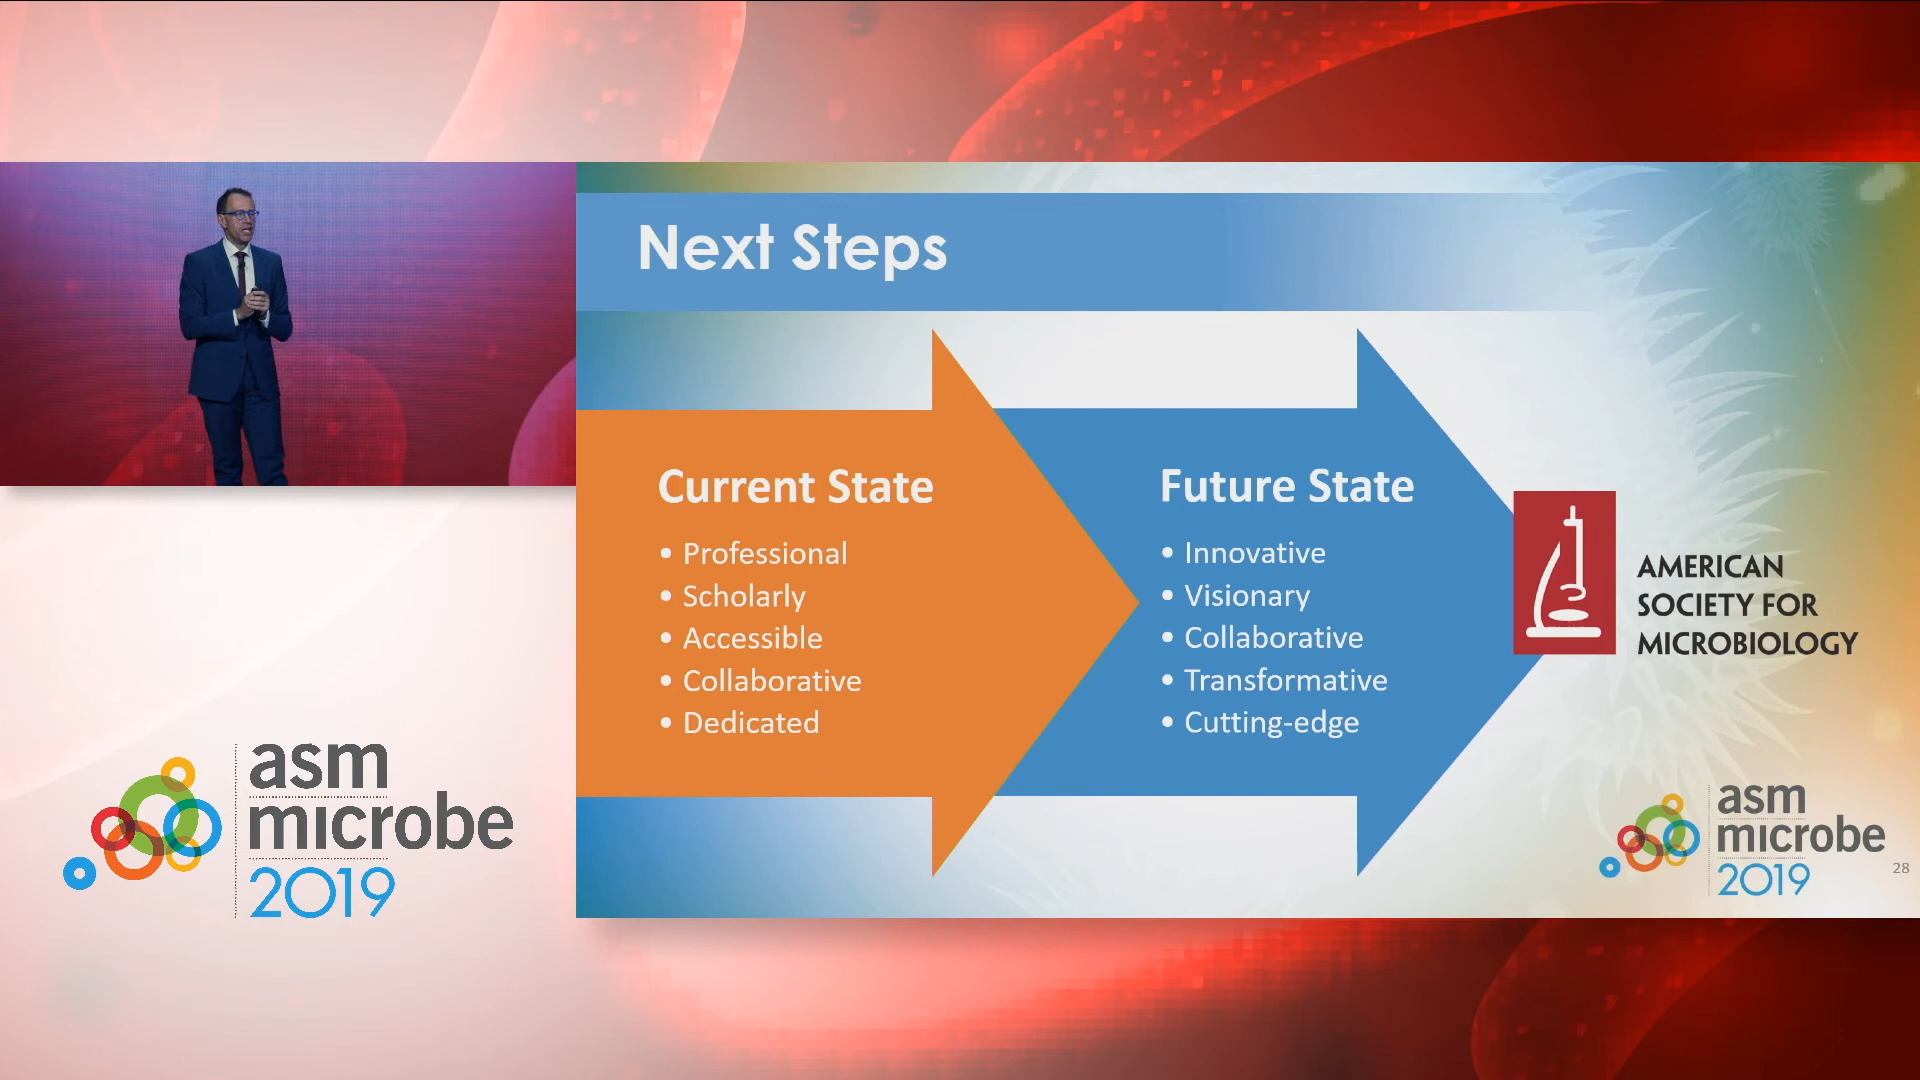 Next Steps
Current State
• Professional
• Scholarly
• Accessible
• Collaborative
• Dedicated
Future State
• Innovative
• Visionary
• Collaborative
• Transformative
• Cutting-edge
AMERICAN
SOCIETY FOR
MICROBIOLOGY
asm
microbe
2019
28
asm
microbe
2019